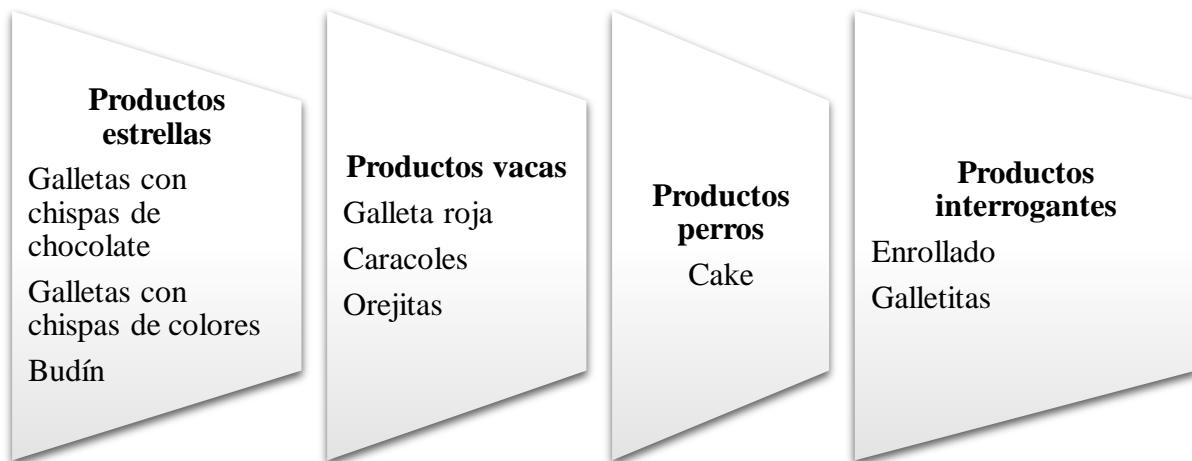 Productos
estrellas
Galletas con
chispas de
chocolate
Galletas con
chispas de colores
Budín
Productos vacas
Galleta roja
Caracoles
Orejitas
Productos
perros
Cake
Productos
interrogantes
Enrollado
Galletitas